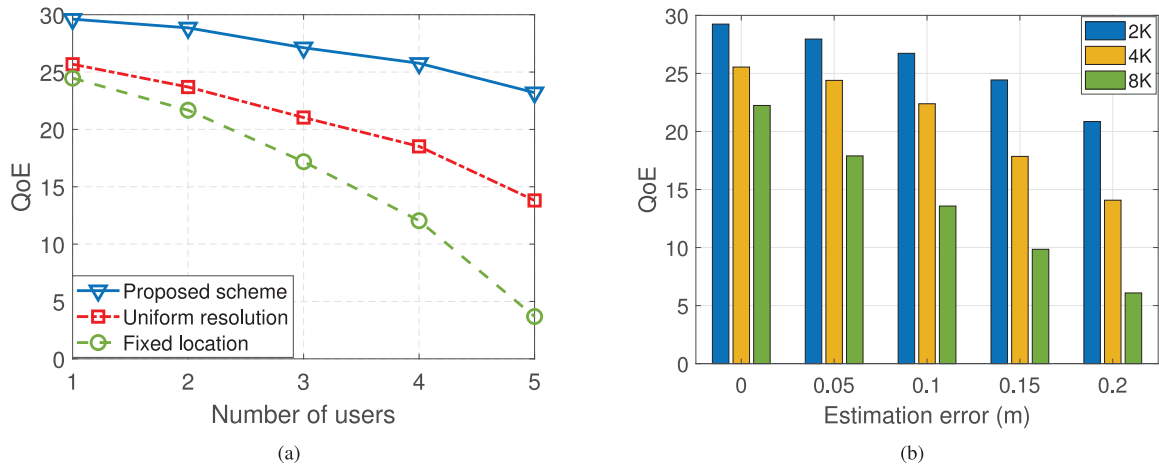 30
25
20
15
10
5
0
QoE
Proposed scheme
Uniform resolution
Fixed location
1 2 3 4 5
Number of users
(a)
30
25
20
15
10
5
0
QoE
2K
4K
8K
0 0.05 0.1 0.15 0.2
Estimation error (m)
(b)